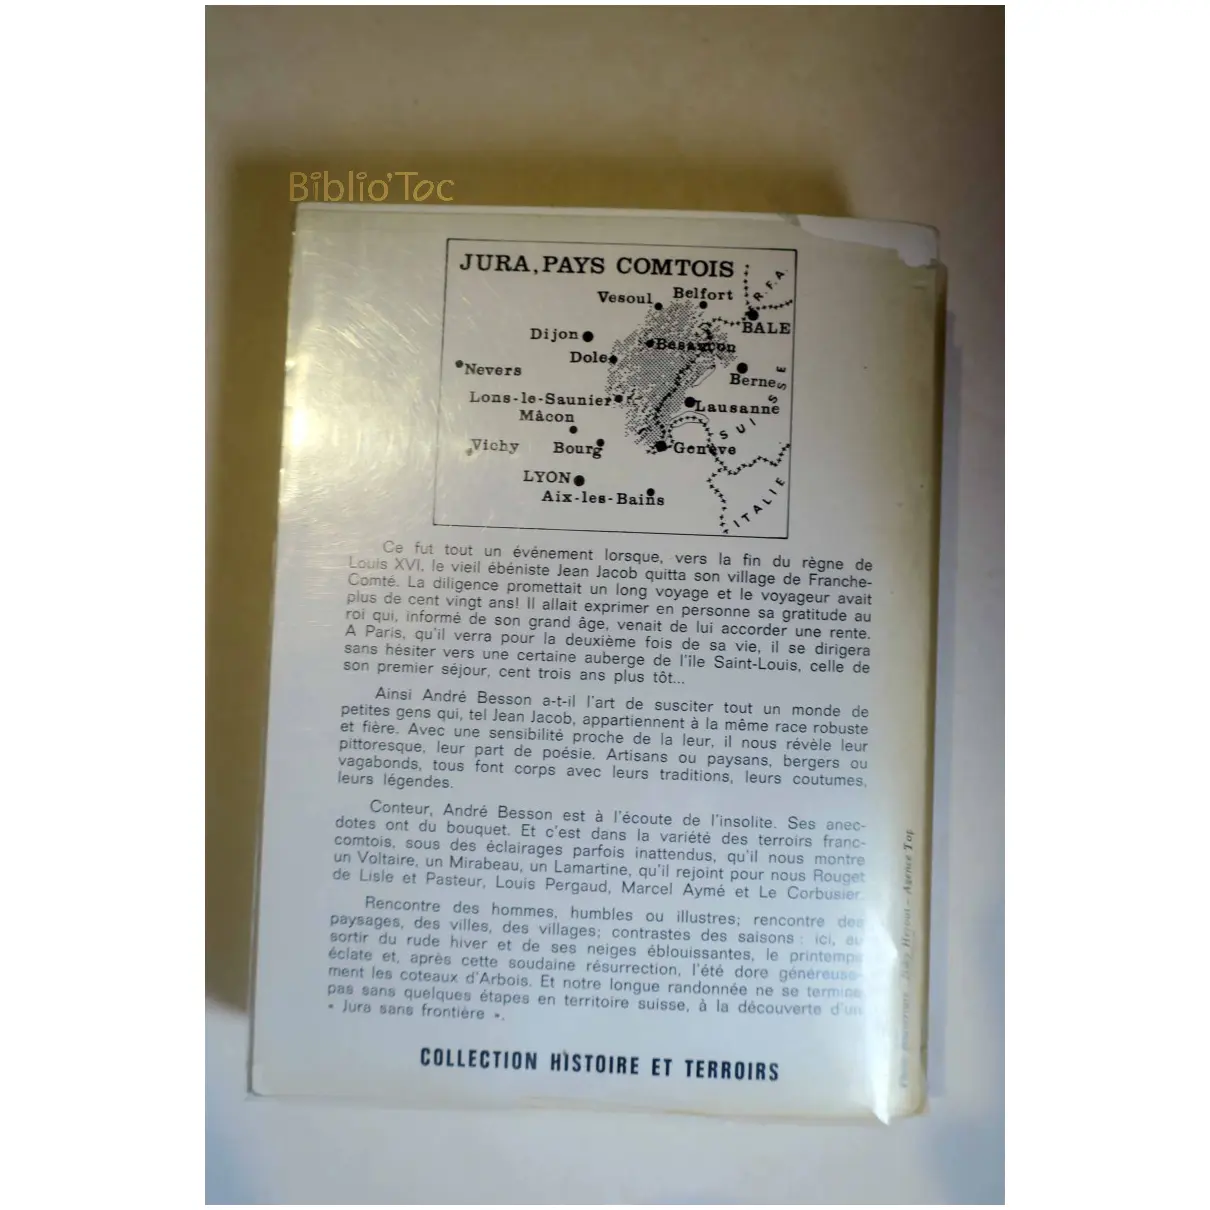 Biblio'Toc
JURA, PAYS COMTOIS
R.F.A.
Vesoul
Belfort
BALE
Dijon
Besançon
Dole
Nevers
Berne
Lons-le-Saunier
Lausanne
SUISSE
Mâcon
Vichy
Bourg
Genève
LYON
Aix-les-Bains
ITALIE
Ce fut tout un événement lorsque, vers la fin du règne de
Louis XVI, le vieil ébéniste Jean Jacob quitta son village de Franche-
Comté. La diligence promettait un long voyage et le voyageur avait
plus de cent vingt ans! Il allait exprimer en personne sa gratitude au
roi qui, informé de son grand âge, venait de lui accorder une rente.
A Paris, qu'il verra pour la deuxième fois de sa vie, il se dirigera
sans hésiter vers une certaine auberge de l'île Saint-Louis, celle de
son premier séjour, cent trois ans plus tôt...
Ainsi André Besson a-t-il l'art de susciter tout un monde de
petites gens qui, tel Jean Jacob, appartiennent à la même race robuste
et fière. Avec une sensibilité proche de la leur, il nous révèle leur
pittoresque, leur part de poésie. Artisans ou paysans, bergers ou
vagabonds, tous font corps avec leurs traditions, leurs coutumes,
leurs légendes.
Conteur, André Besson est à l'écoute de l'insolite. Ses anec-
dotes ont du bouquet. Et c'est dans la variété des terroirs franc-
comtois, sous des éclairages parfois inattendus, qu'il nous montre
un Voltaire, un Mirabeau, un Lamartine, qu'il rejoint pour nous Rouget
de Lisle et Pasteur, Louis Pergaud, Marcel Aymé et Le Corbusier.
Rencontre des hommes, humbles ou illustres; rencontre des
paysages, des villes, des villages; contrastes des saisons : ici, au
sortir du rude hiver et de ses neiges éblouissantes, le printemps
éclate et, après cette soudaine résurrection, l'été dore généreuse-
ment les coteaux d'Arbois. Et notre longue randonnée ne se termine
pas sans quelques étapes en territoire suisse, à la découverte d'un
« Jura sans frontière ».
COLLECTION HISTOIRE ET TERROIRS
Agence Top